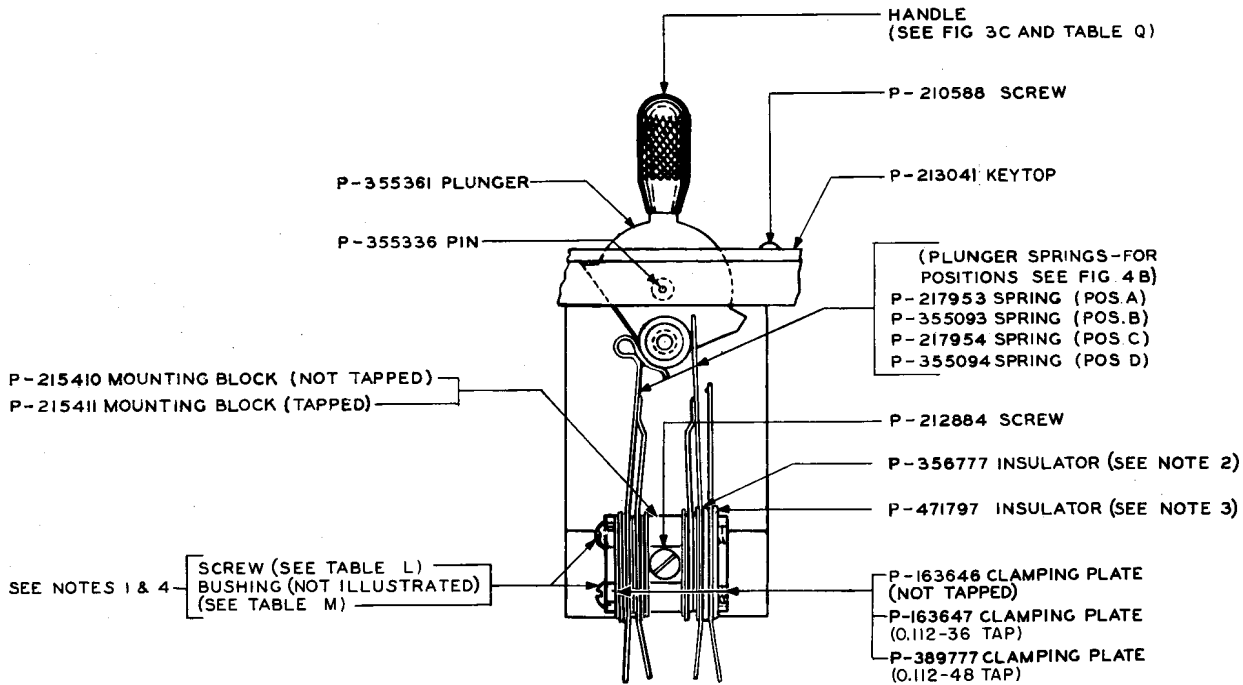 HANDLE
(SEE FIG 3C AND TABLE Q)
P-210588 SCREW
P-355361 PLUNGER
P-213041 KEYTOP
P-355336 PIN
(PLUNGER SPRINGS-FOR
POSITIONS SEE FIG. 4B)
P-217953 SPRING (POS. A)
P-355093 SPRING (POS. B)
P-217954 SPRING (POS C)
P-355094 SPRING (POS D)
P-215410 MOUNTING BLOCK (NOT TAPPED)
P-215411 MOUNTING BLOCK (TAPPED)
P-212884 SCREW
P-356777 INSULATOR (SEE NOTE 2)
P-471797 INSULATOR (SEE NOTE 3)
SEE NOTES 1 & 4
SCREW (SEE TABLE L)
BUSHING (NOT ILLUSTRATED)
(SEE TABLE M)
P-163646 CLAMPING PLATE
(NOT TAPPED)
P-163647 CLAMPING PLATE
(0.112-36 TAP)
P-389777 CLAMPING PLATE
(0.112-48 TAP)